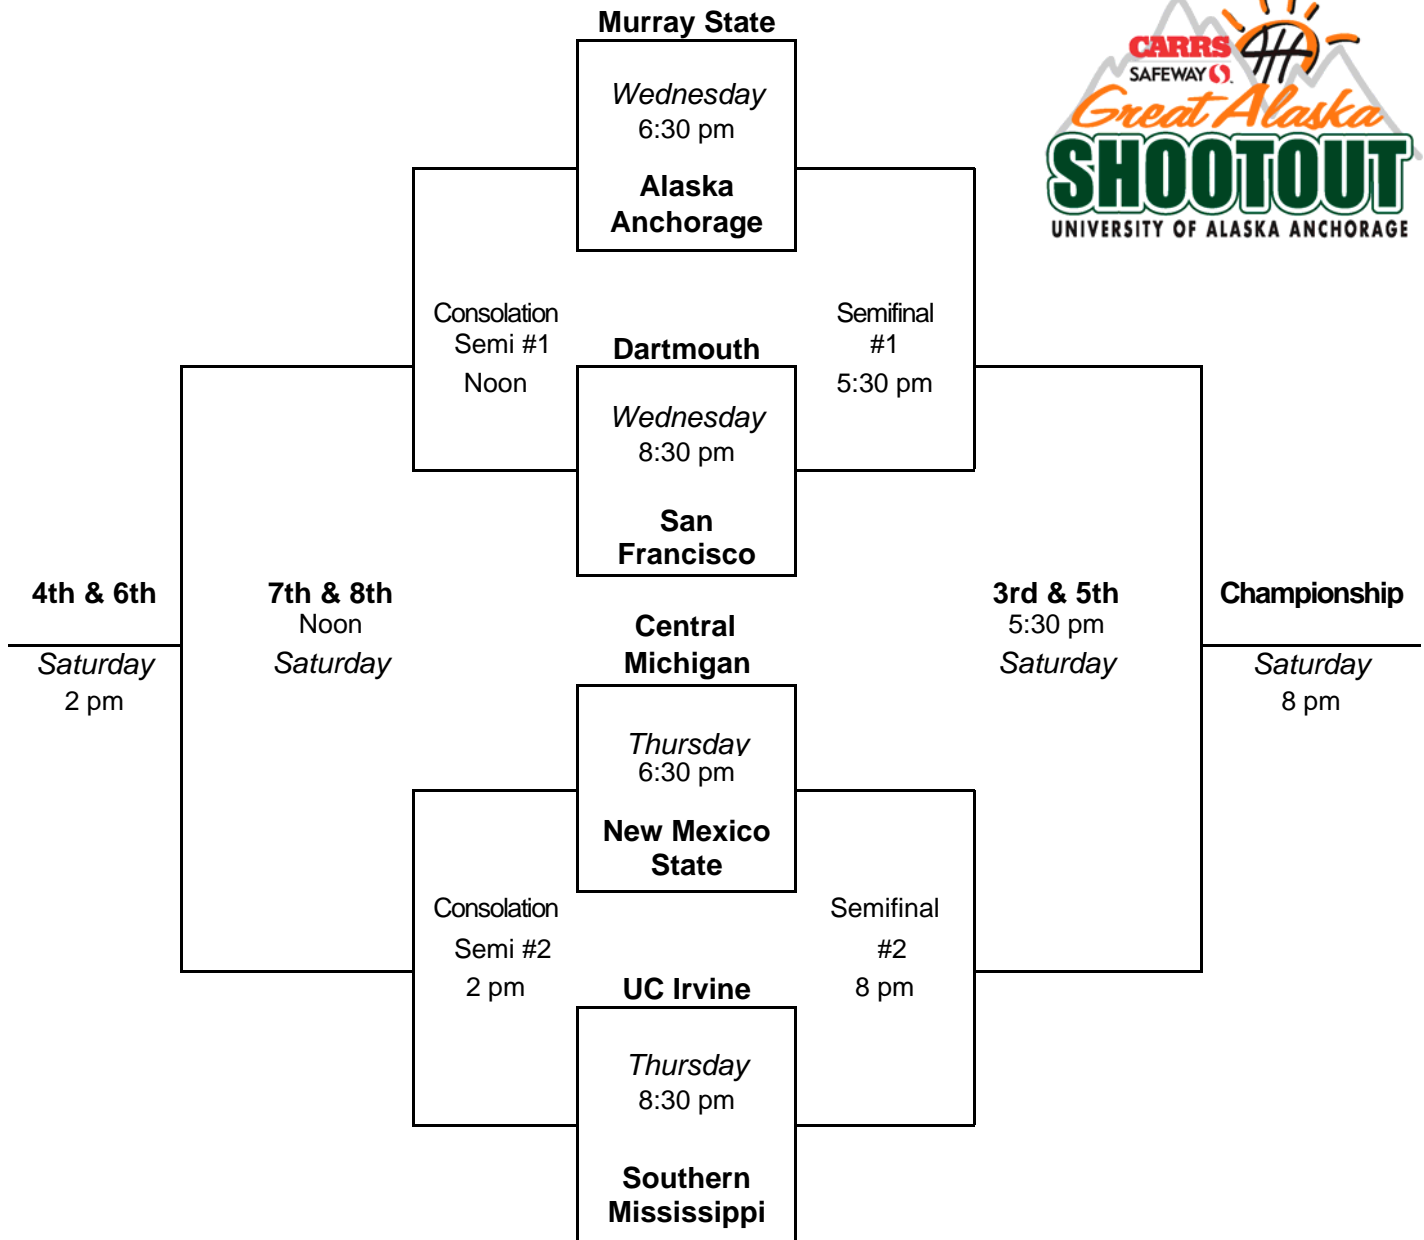 Murray State
Wednesday
6:30 pm
Alaska
Anchorage
CARRS
SAFEWAY
Great Alaska
SHOOTOUT
UNIVERSITY OF ALASKA ANCHORAGE
Consolation
Semi #1
Noon
Dartmouth
Wednesday
8:30 pm
San
Francisco
Semifinal
#1
5:30 pm
4th & 6th
Saturday
2 pm
7th & 8th
Noon
Saturday
Central
Michigan
Thursday
6:30 pm
New Mexico
State
3rd & 5th
5:30 pm
Saturday
Championship
Saturday
8 pm
Consolation
Semi #2
2 pm
UC Irvine
Thursday
8:30 pm
Southern
Mississippi
Semifinal
#2
8 pm